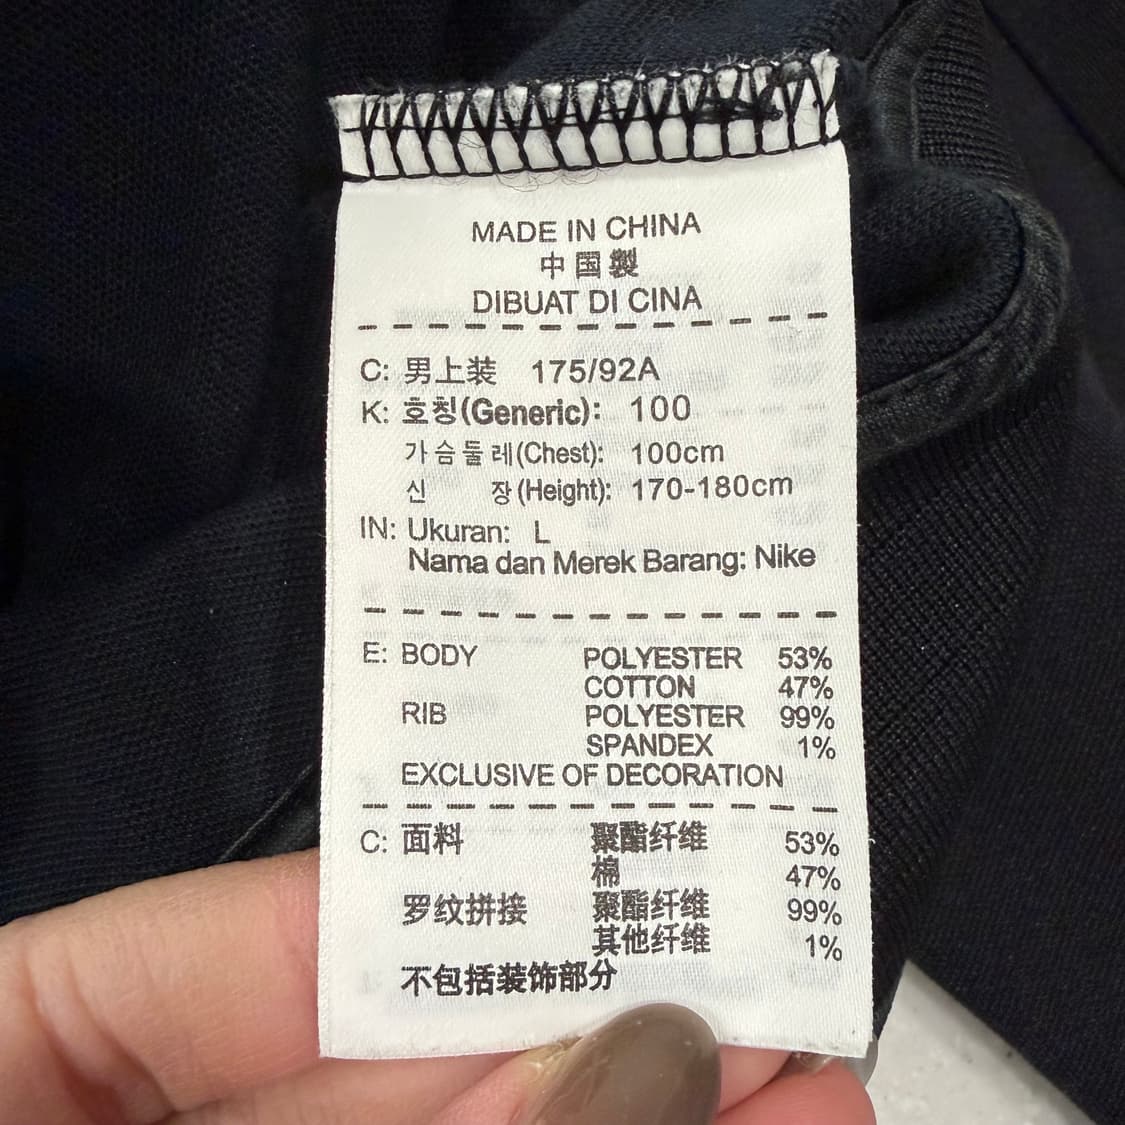 MADE IN CHINA
中国製
DIBUAT DI CINA
C: 男上装 175/92A
K: 호칭(Generic): 100
가슴둘레(Chest): 100cm
신 장(Height): 170-180cm
IN: Ukuran: L
Nama dan Merek Barang: Nike
E: BODY POLYESTER 53%
COTTON 47%
RIB POLYESTER 99%
SPANDEX 1%
EXCLUSIVE OF DECORATION
C: 面料 聚酯纤维 53%
棉 47%
罗纹拼接 聚酯纤维 99%
其他纤维 1%
不包括装饰部分